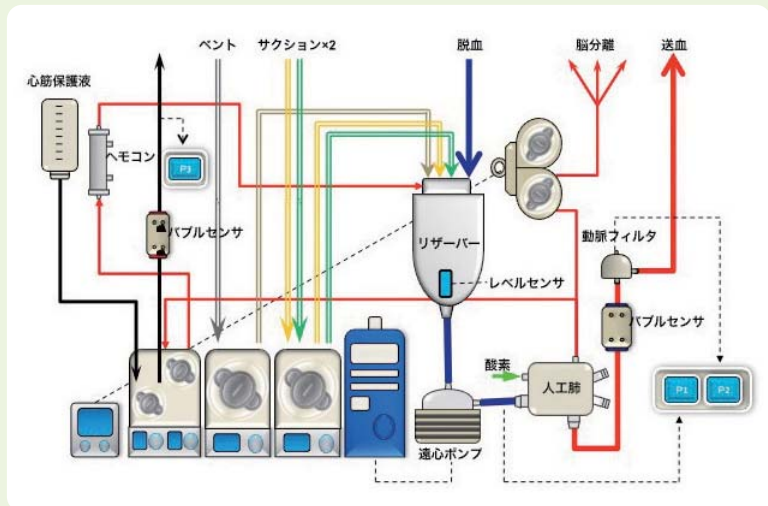 ベント
サクション×2
脱血
脳分離
送血
心筋保護液
ヘモコン
P3
バブルセンサ
リザーバー
動脈フィルタ
レベルセンサ
バブルセンサ
酸素
人工肺
P1
P2
遠心ポンプ